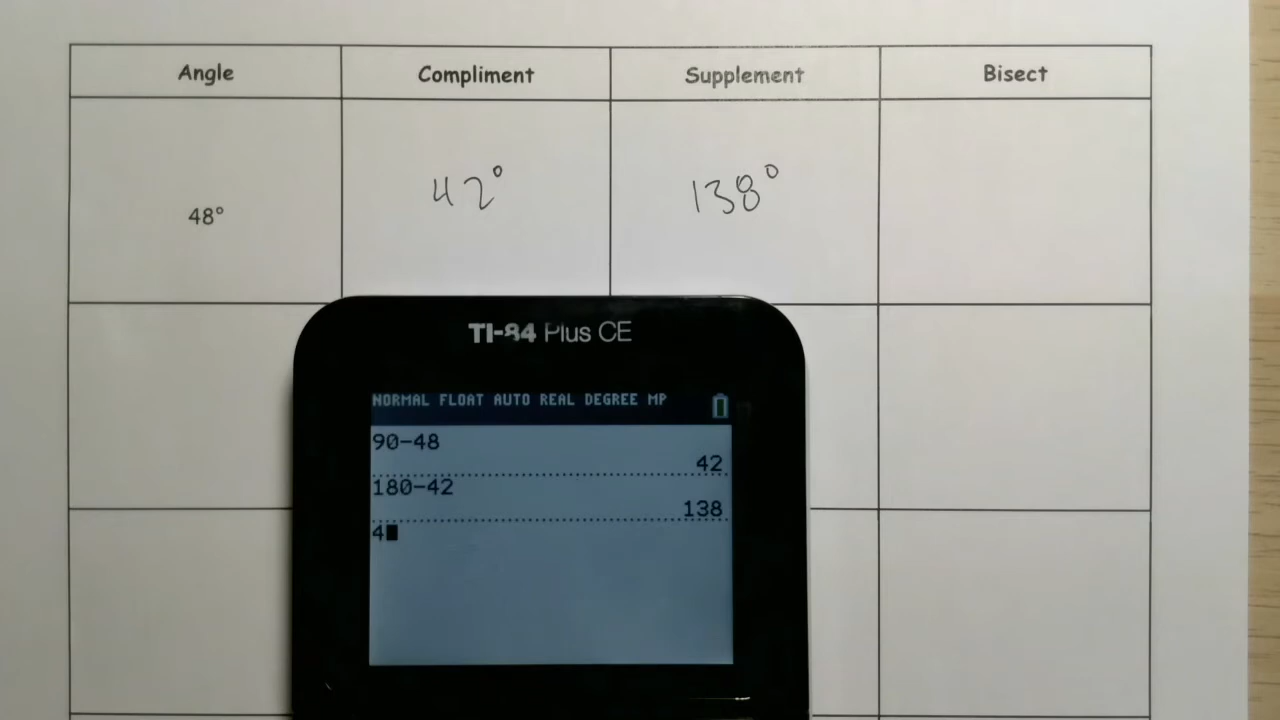 Angle Compliment Supplement Bisect
48° 42° 138°
TI-84 Plus CE
NORMAL FLOAT AUTO REAL DEGREE MP
90-48
42
180-42
138
4